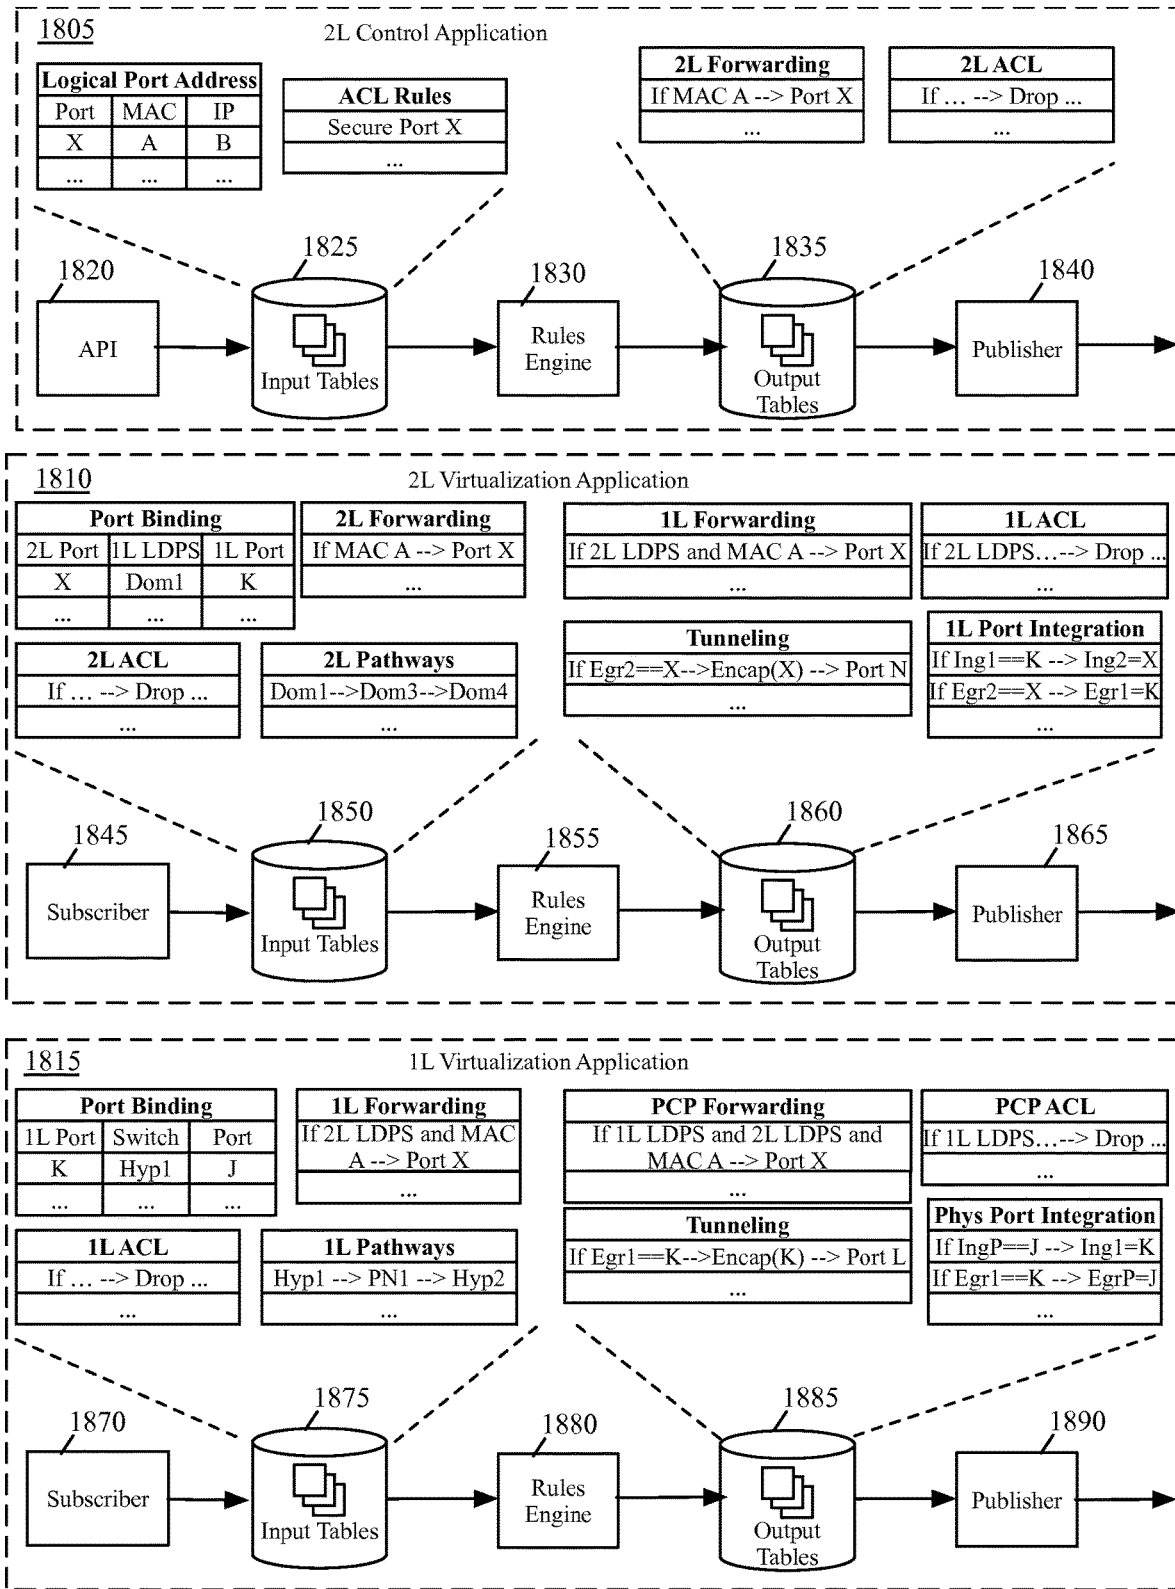 1805
2L Control Application
Logical Port Address
Port MAC IP
X A B
... ... ...
ACL Rules
Secure Port X
...
2L Forwarding
If MAC A --> Port X
...
2L ACL
If … --> Drop ...
...
1820
API
1825
Input Tables
1830
Rules
Engine
1835
Output
Tables
1840
Publisher
1810
2L Virtualization Application
Port Binding
2L Port 1L LDPS 1L Port
X Dom1 K
... ... ...
2L Forwarding
If MAC A --> Port X
...
1L Forwarding
If 2L LDPS and MAC A --> Port X
...
1L ACL
If 2L LDPS…--> Drop ...
...
2L ACL
If … --> Drop ...
...
2L Pathways
Dom1-->Dom3-->Dom4
...
Tunneling
If Egr2==X-->Encap(X) --> Port N
...
1L Port Integration
If Ing1==K --> Ing2=X
If Egr2==X --> Egr1=K
...
1845
Subscriber
1850
Input Tables
1855
Rules
Engine
1860
Output
Tables
1865
Publisher
1815
1L Virtualization Application
Port Binding
1L Port Switch Port
K Hyp1 J
... ... ...
1L Forwarding
If 2L LDPS and MAC
A --> Port X
...
PCP Forwarding
If 1L LDPS and 2L LDPS and
MAC A --> Port X
...
PCP ACL
If 1L LDPS…--> Drop ...
...
1L ACL
If … --> Drop ...
...
1L Pathways
Hyp1 --> PN1 --> Hyp2
...
Tunneling
If Egr1==K-->Encap(K) --> Port L
...
Phys Port Integration
If IngP==J --> Ing1=K
If Egr1==K --> EgrP=J
...
1870
Subscriber
1875
Input Tables
1880
Rules
Engine
1885
Output
Tables
1890
Publisher